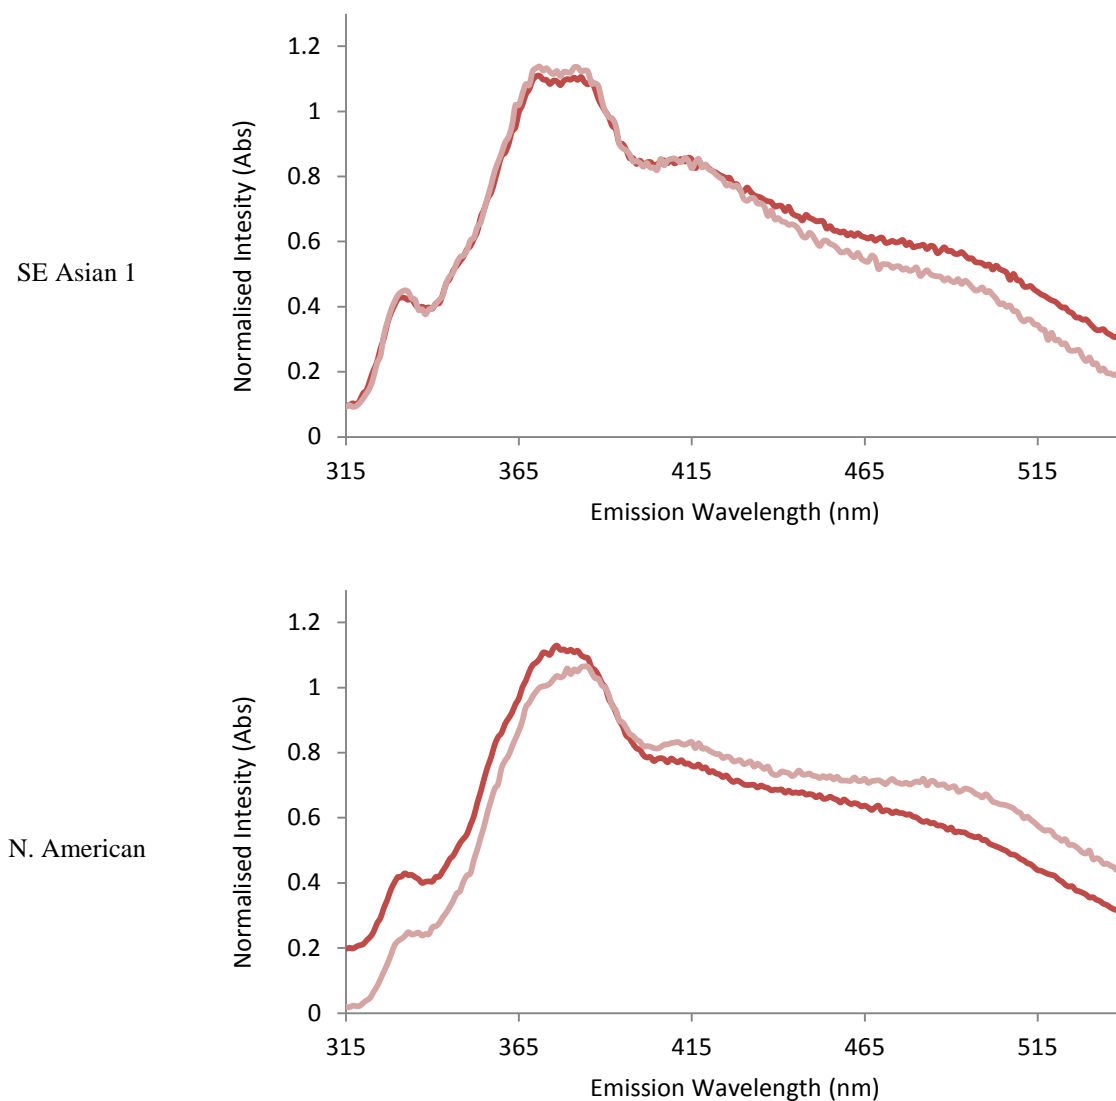 1.2
1
0.8
0.6
0.4
0.2
0
Normalised Intesity (Abs)
SE Asian 1
315 365 415 465 515
Emission Wavelength (nm)
1.2
1
0.8
0.6
0.4
0.2
0
Normalised Intesity (Abs)
N. American
315 365 415 465 515
Emission Wavelength (nm)